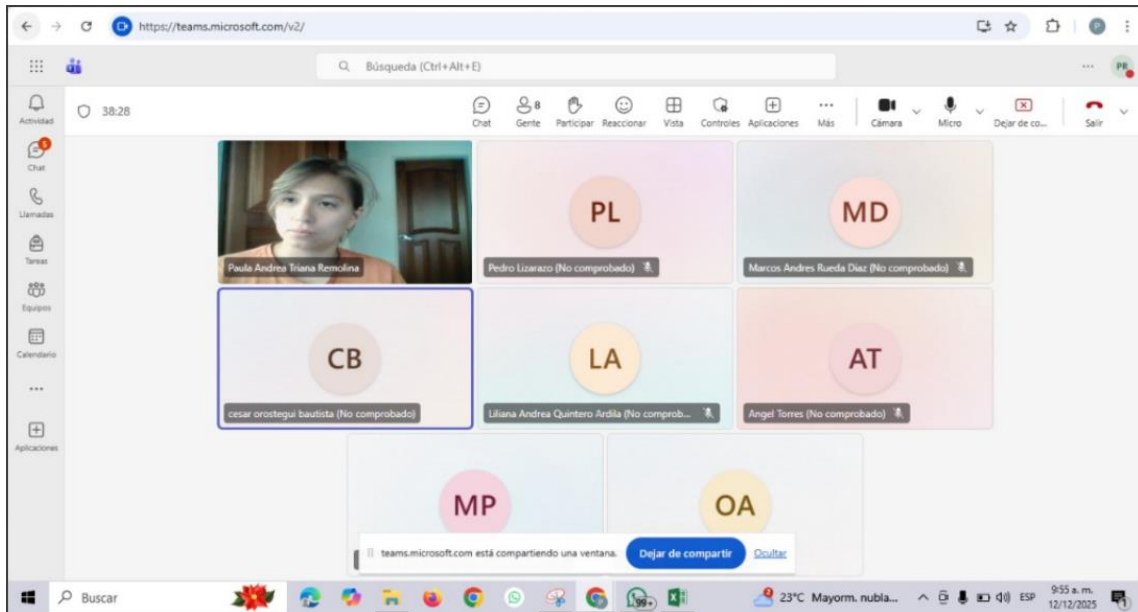 https://teams.microsoft.com/v2/
P
Búsqueda (Ctrl+Alt+E)
PR
Actividad
38:28
8
Chat
Gente
Participar
Reaccionar
Vista
Controles
Aplicaciones
Más
Cámara
Micro
Dejar de co...
Salir
5
Chat
Llamadas
Tareas
Equipos
Calendario
Aplicaciones
Paula Andrea Triana Remolina
PL
Pedro Lizarazo (No comprobado)
MD
Marcos Andres Rueda Diaz (No comprobado)
CB
cesar orostegui bautista (No comprobado)
LA
Liliana Andrea Quintero Ardila (No comprob...
AT
Angel Torres (No comprobado)
MP
OA
teams.microsoft.com está compartiendo una ventana.
Dejar de compartir
Ocultar
Buscar
99+
23°C Mayorm. nubla...
ESP
9:55 a. m.
12/12/2025